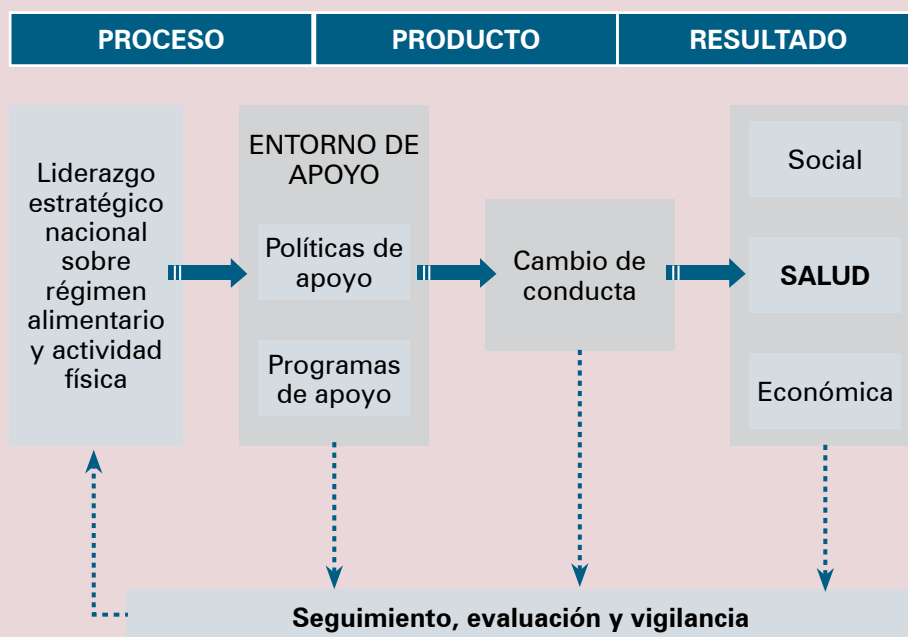 PROCESO
PRODUCTO
RESULTADO
Liderazgo
estratégico
nacional
sobre
régimen
alimentario
y actividad
física
ENTORNO DE
APOYO
Políticas de
apoyo
Programas
de apoyo
Cambio de
conducta
Social
SALUD
Económica
Seguimiento, evaluación y vigilancia